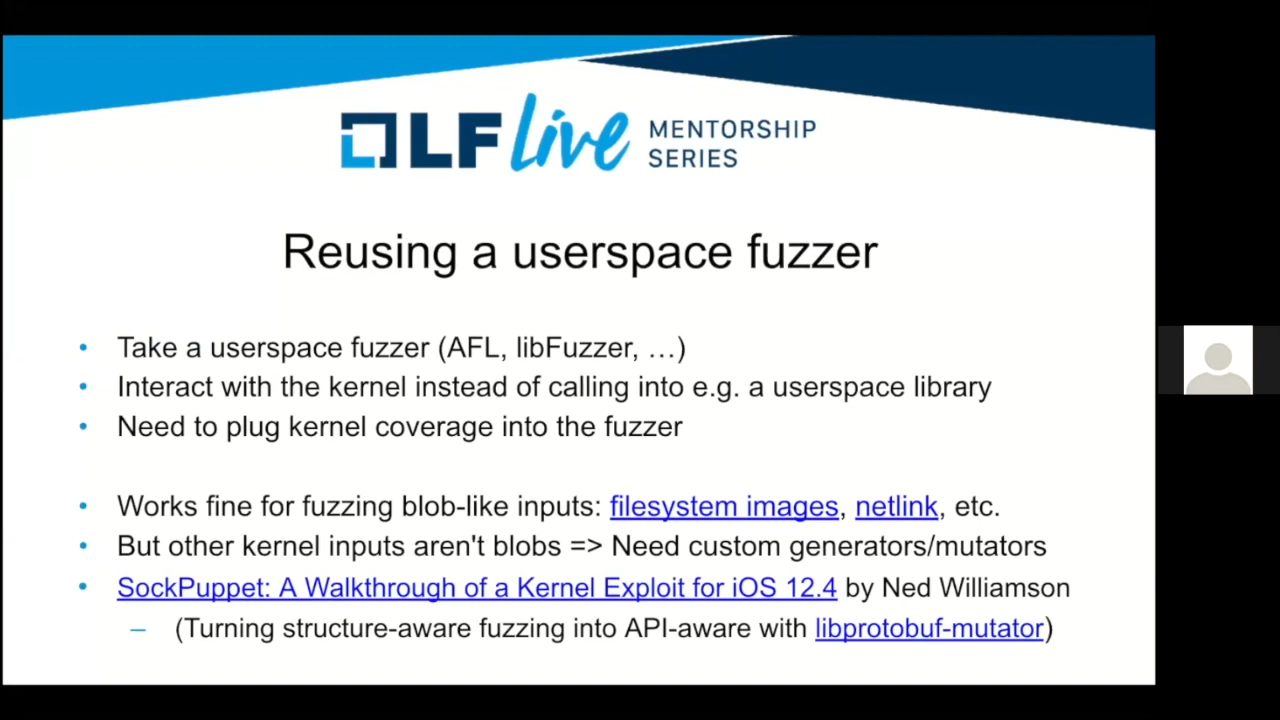 LF Live MENTORSHIP
SERIES
Reusing a userspace fuzzer
• Take a userspace fuzzer (AFL, libFuzzer, …)
• Interact with the kernel instead of calling into e.g. a userspace library
• Need to plug kernel coverage into the fuzzer
• Works fine for fuzzing blob-like inputs: filesystem images, netlink, etc.
• But other kernel inputs aren't blobs => Need custom generators/mutators
• SockPuppet: A Walkthrough of a Kernel Exploit for iOS 12.4 by Ned Williamson
– (Turning structure-aware fuzzing into API-aware with libprotobuf-mutator)